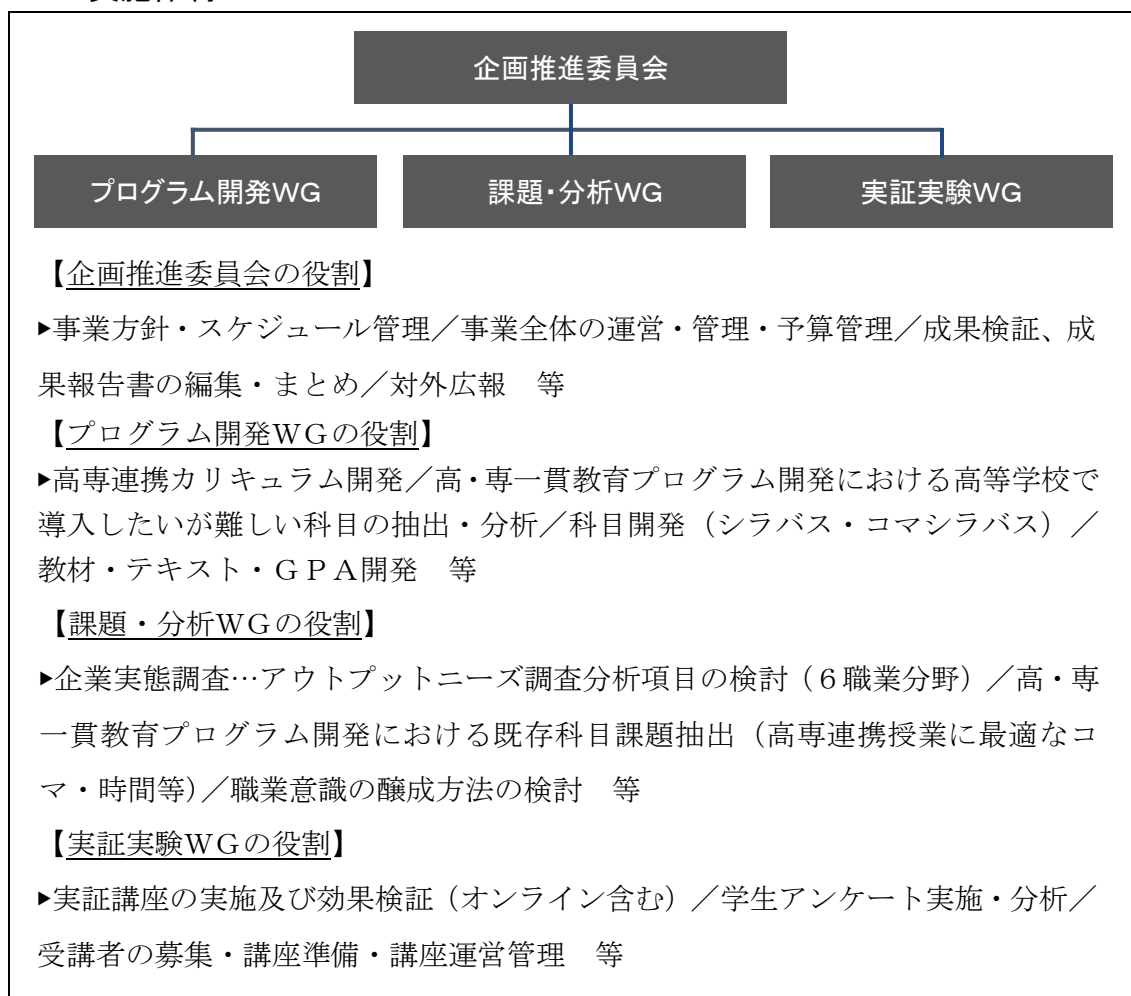 企画推進委員会
プログラム開発WG 課題・分析WG 実証実験WG
【企画推進委員会の役割】
▶事業方針・スケジュール管理／事業全体の運営・管理・予算管理／成果検証、成
果報告書の編集・まとめ／対外広報　等
【プログラム開発ＷＧの役割】
▶高専連携カリキュラム開発／高・専一貫教育プログラム開発における高等学校で
導入したいが難しい科目の抽出・分析／科目開発（シラバス・コマシラバス）／
教材・テキスト・ＧＰＡ開発　等
【課題・分析ＷＧの役割】
▶企業実態調査…アウトプットニーズ調査分析項目の検討（６職業分野）／高・専
一貫教育プログラム開発における既存科目課題抽出（高専連携授業に最適なコ
マ・時間等）／職業意識の醸成方法の検討　等
【実証実験ＷＧの役割】
▶実証講座の実施及び効果検証（オンライン含む）／学生アンケート実施・分析／
受講者の募集・講座準備・講座運営管理　等